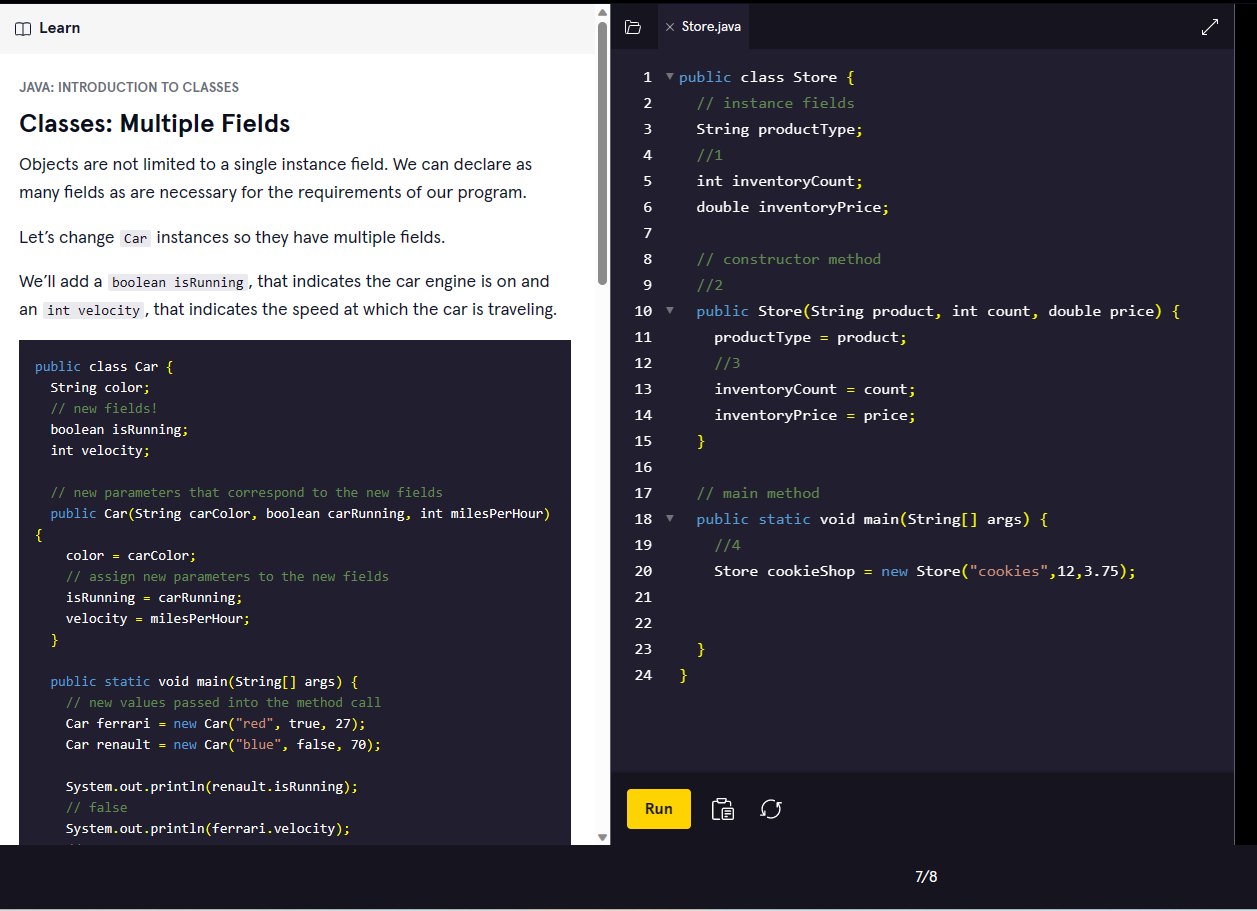 Learn
JAVA: INTRODUCTION TO CLASSES
Classes: Multiple Fields
Objects are not limited to a single instance field. We can declare as
many fields as are necessary for the requirements of our program.
Let's change Car instances so they have multiple fields.
We'll add a boolean isRunning, that indicates the car engine is on and
an int velocity, that indicates the speed at which the car is traveling.
public class Car {
  String color;
  // new fields!
  boolean isRunning;
  int velocity;
  // new parameters that correspond to the new fields
  public Car(String carColor, boolean carRunning, int milesPerHour)
{
    color = carColor;
    // assign new parameters to the new fields
    isRunning = carRunning;
    velocity = milesPerHour;
  }
  public static void main(String[] args) {
    // new values passed into the method call
    Car ferrari = new Car("red", true, 27);
    Car renault = new Car("blue", false, 70);
    System.out.println(renault.isRunning);
    // false
    System.out.println(ferrari.velocity);
Store.java
1 public class Store {
2   // instance fields
3   String productType;
4   //1
5   int inventoryCount;
6   double inventoryPrice;
7
8   // constructor method
9   //2
10   public Store(String product, int count, double price) {
11     productType = product;
12     //3
13     inventoryCount = count;
14     inventoryPrice = price;
15   }
16
17   // main method
18   public static void main(String[] args) {
19     //4
20     Store cookieShop = new Store("cookies",12,3.75);
21
22
23   }
24 }
Run
7/8